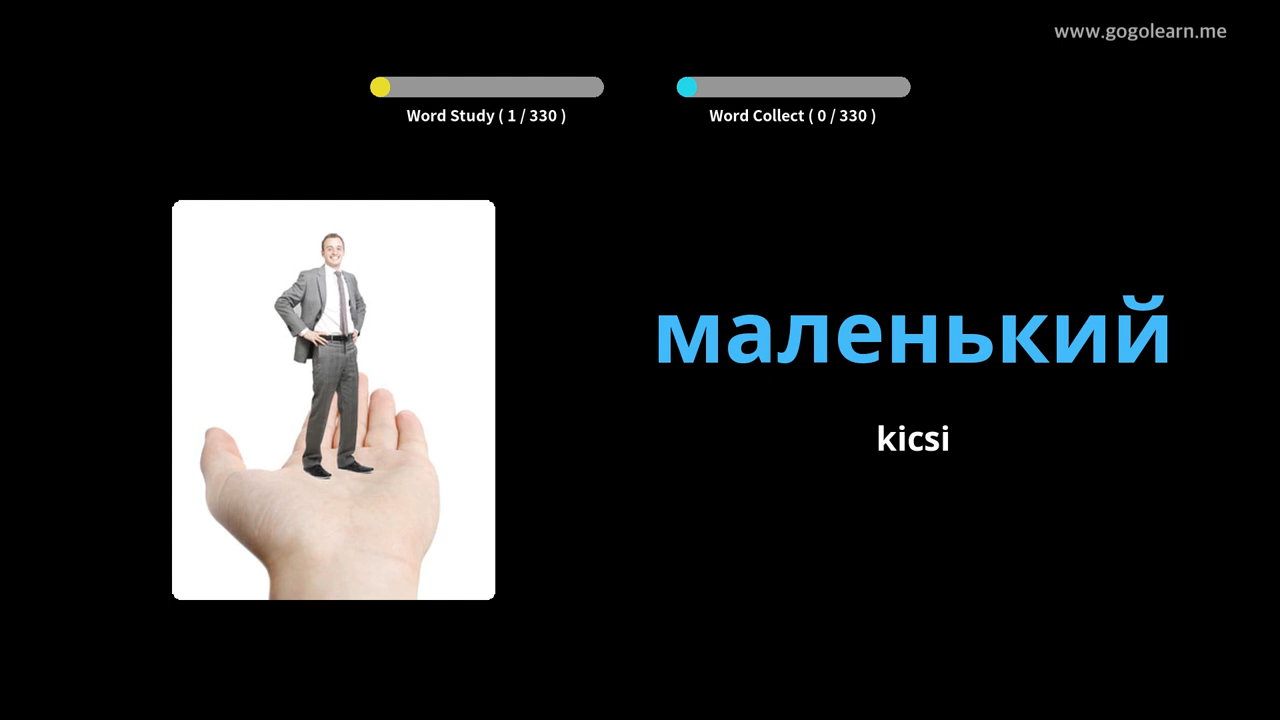 www.gogolearn.me
Word Study ( 1 / 330 )
Word Collect ( 0 / 330 )
маленький
kicsi